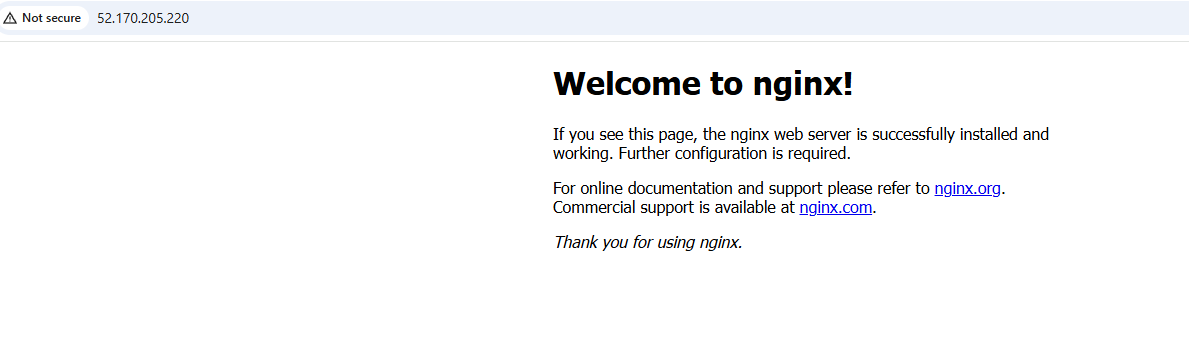 Not secure 52.170.205.220
Welcome to nginx!
If you see this page, the nginx web server is successfully installed and
working. Further configuration is required.
For online documentation and support please refer to nginx.org.
Commercial support is available at nginx.com.
Thank you for using nginx.